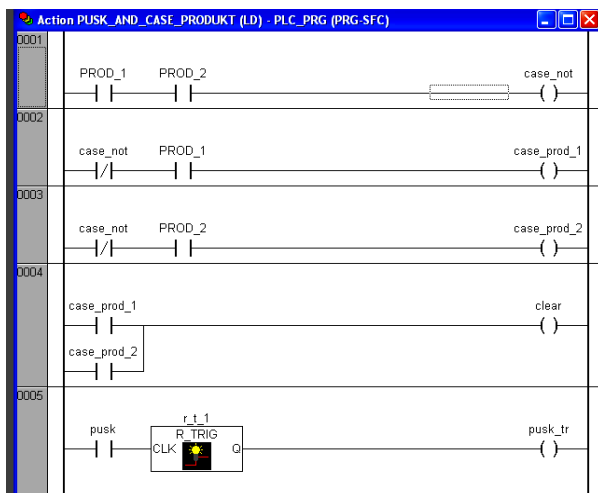 Action PUSK_AND_CASE_PRODUKT (LD) - PLC_PRG (PRG-SFC)
0001
PROD_1 PROD_2 case_not
0002
case_not PROD_1 case_prod_1
0003
case_not PROD_2 case_prod_2
0004
case_prod_1 clear
case_prod_2
0005
r_t_1
pusk R_TRIG pusk_tr
CLK Q